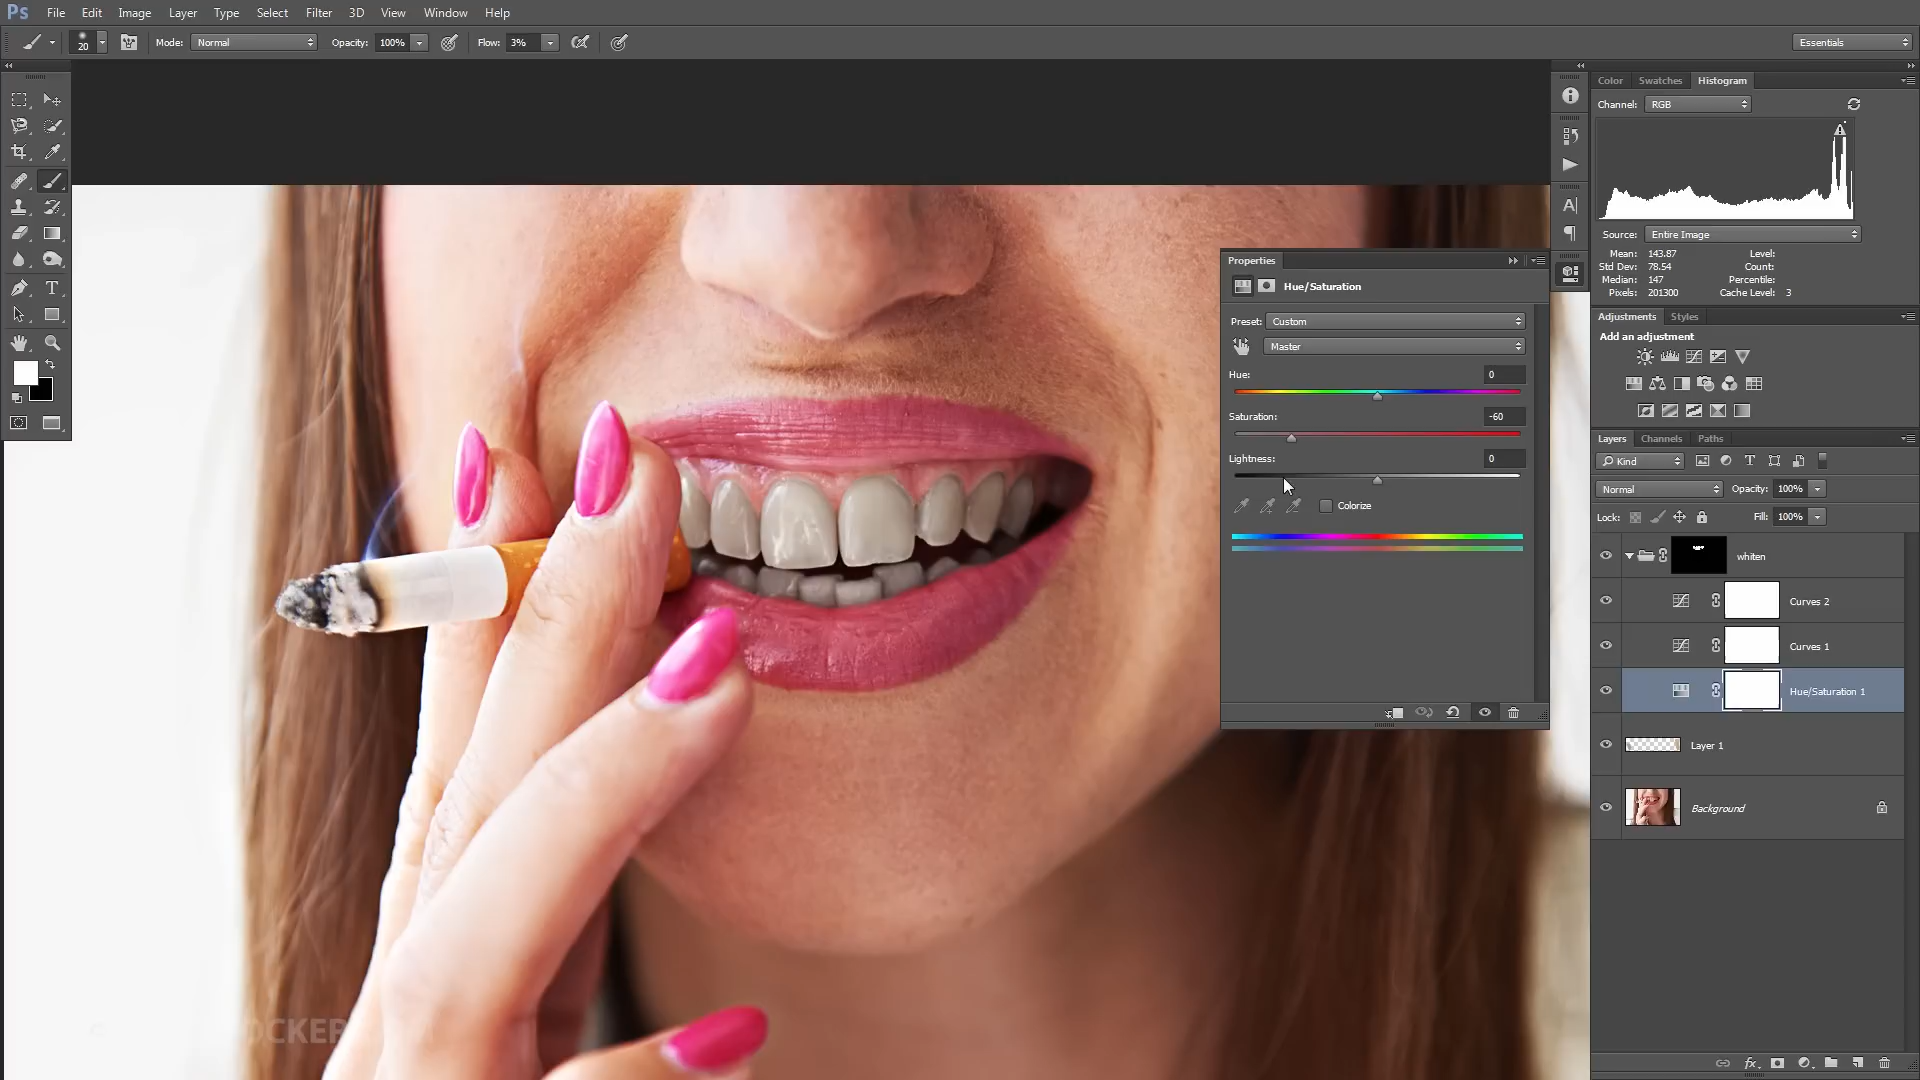 Ps File Edit Image Layer Type Select Filter 3D View Window Help
20 Mode: Normal Opacity: 100% Flow: 3% Essentials
Color Swatches Histogram
Channel: RGB
Source: Entire Image
Mean: 143.87 Level:
Std Dev: 78.54 Count:
Median: 147 Percentile:
Pixels: 201300 Cache Level: 3
Adjustments Styles
Add an adjustment
Properties
Hue/Saturation
Preset: Custom
Master
Hue: 0
Saturation: -60
Lightness: 0
Colorize
Layers Channels Paths
Kind
Normal Opacity: 100%
Lock: Fill: 100%
whiten
Curves 2
Curves 1
Hue/Saturation 1
Layer 1
Background